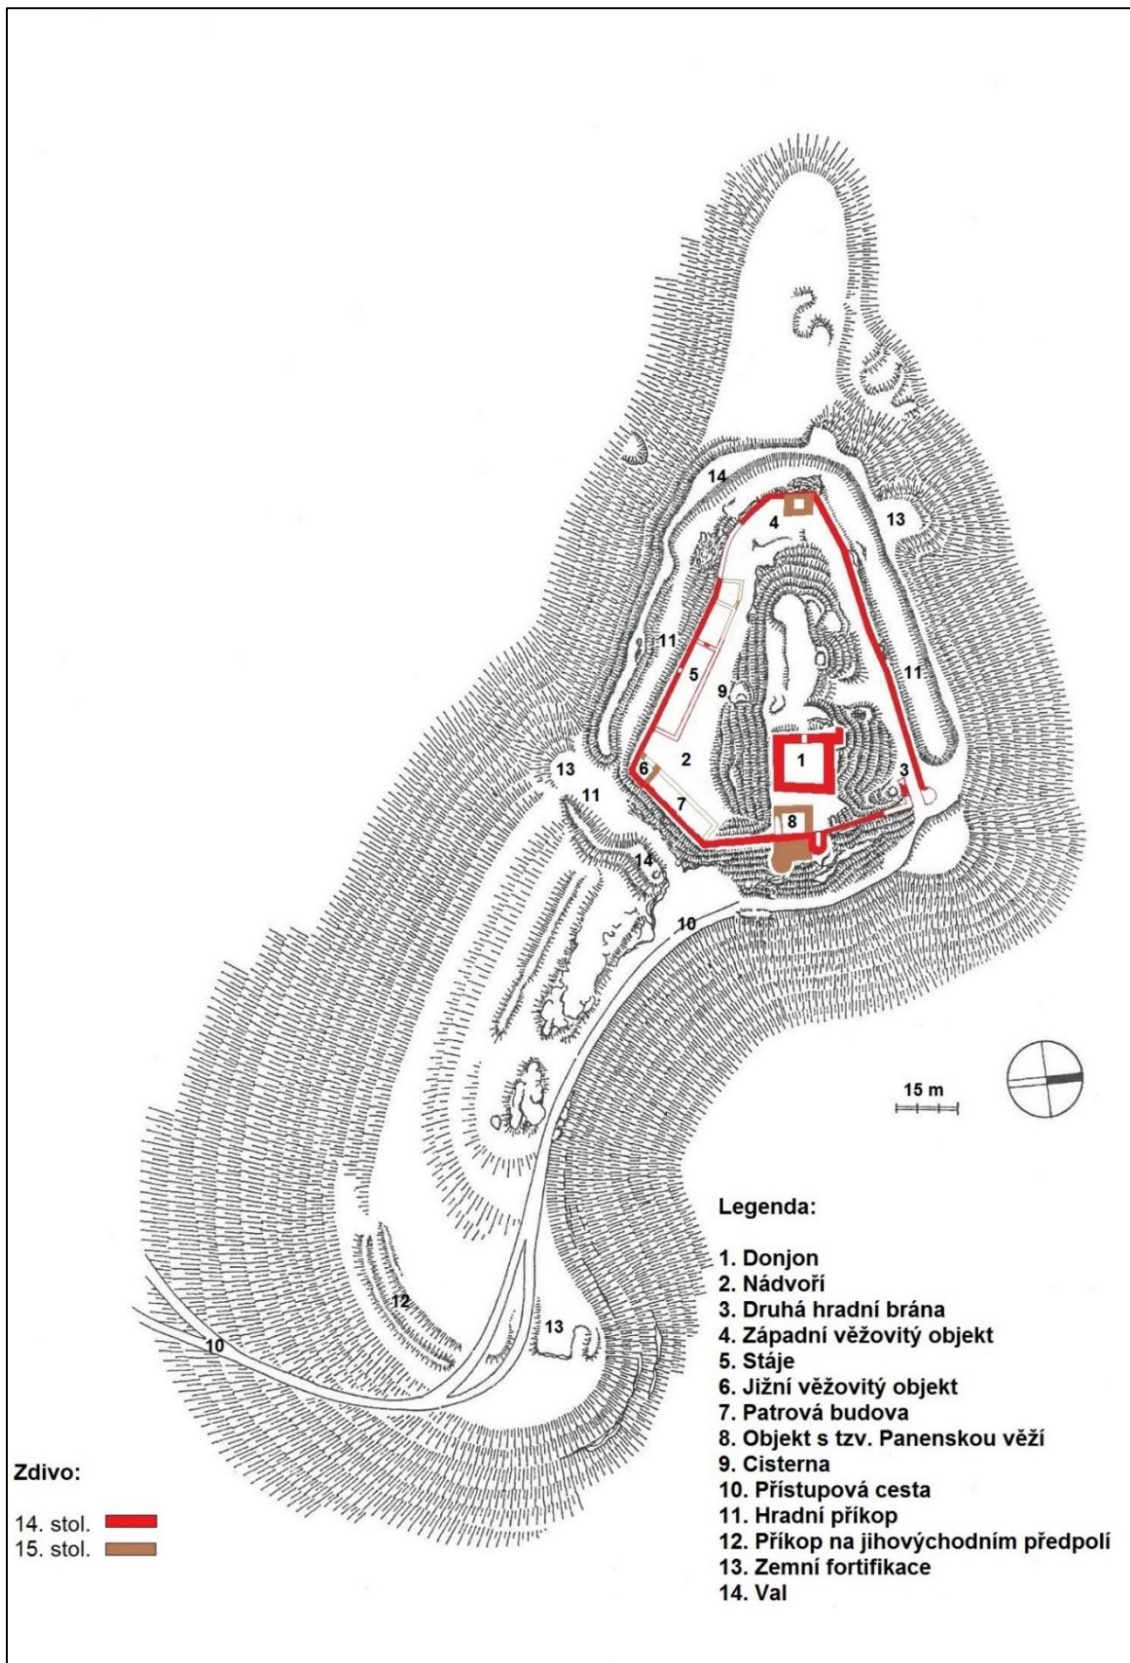 14
4
13
11
5
11
9
2
1
13
6
3
11
7
8
14
10
15 m
12
13
10
Legenda:
1. Donjon
2. Nádvoří
3. Druhá hradní brána
4. Západní věžovitý objekt
5. Stáje
6. Jižní věžovitý objekt
7. Patrová budova
8. Objekt s tzv. Panenskou věží
9. Cisterna
10. Přístupová cesta
11. Hradní příkop
12. Příkop na jihovýchodním předpolí
13. Zemní fortifikace
14. Val
Zdivo:
14. stol.
15. stol.